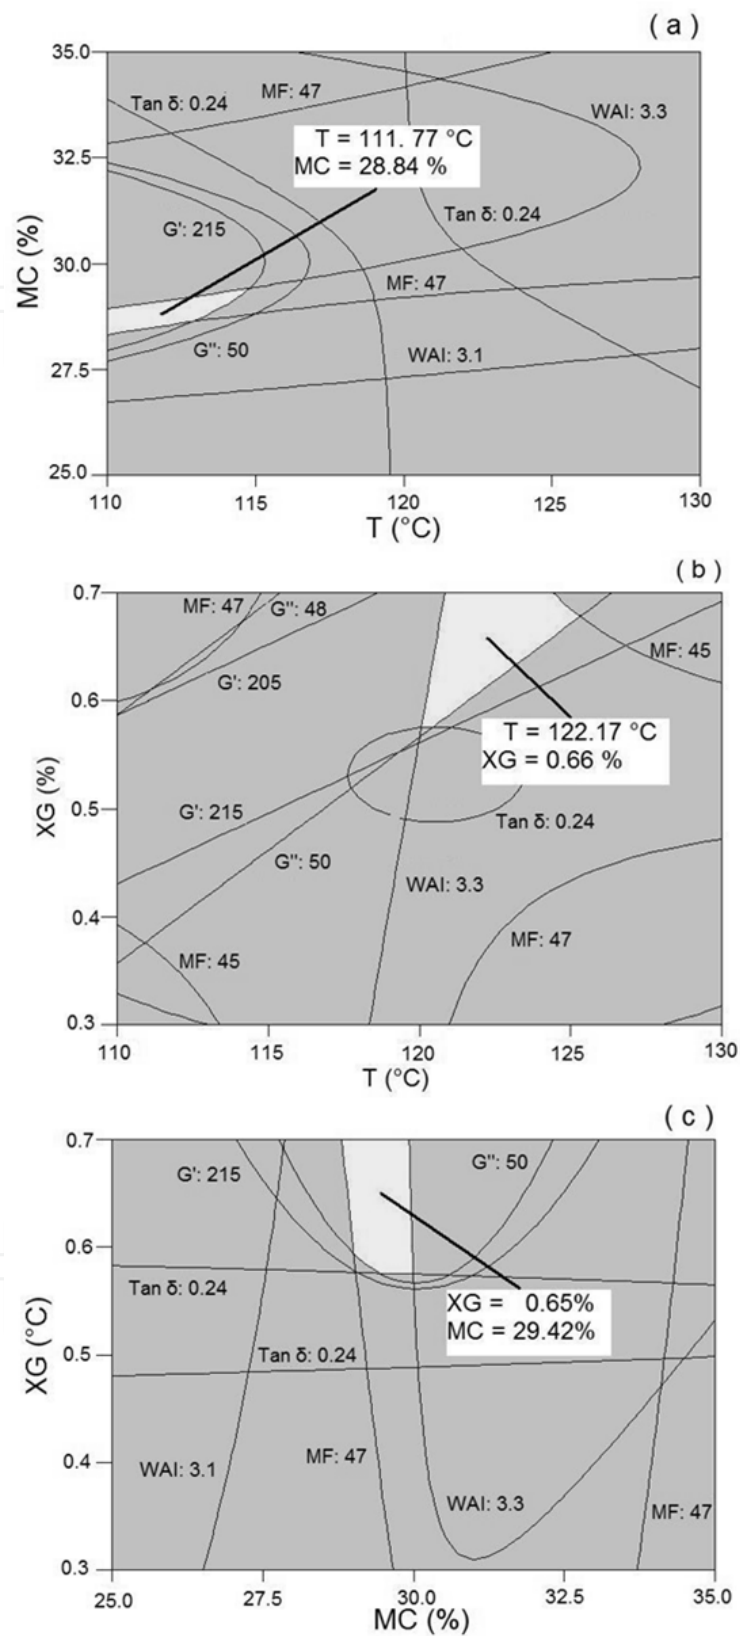 ( a )
35.0
Tan δ: 0.24
MF: 47
WAI: 3.3
T = 111. 77 °C
MC = 28.84 %
32.5
Tan δ: 0.24
G': 215
MC (%)
30.0
MF: 47
G": 50
WAI: 3.1
27.5
25.0
110 115 120 125 130
T (°C)
( b )
0.7
MF: 47 G": 48
MF: 45
G': 205
0.6
T = 122.17 °C
XG = 0.66 %
XG (%)
0.5
G': 215
Tan δ: 0.24
G": 50
WAI: 3.3
0.4
MF: 47
MF: 45
0.3
110 115 120 125 130
T (°C)
( c )
0.7
G': 215
G": 50
0.6
Tan δ: 0.24
XG = 0.65%
MC = 29.42%
XG (°C)
0.5
Tan δ: 0.24
WAI: 3.1
MF: 47
0.4
WAI: 3.3
MF: 47
0.3
25.0 27.5 30.0 32.5 35.0
MC (%)